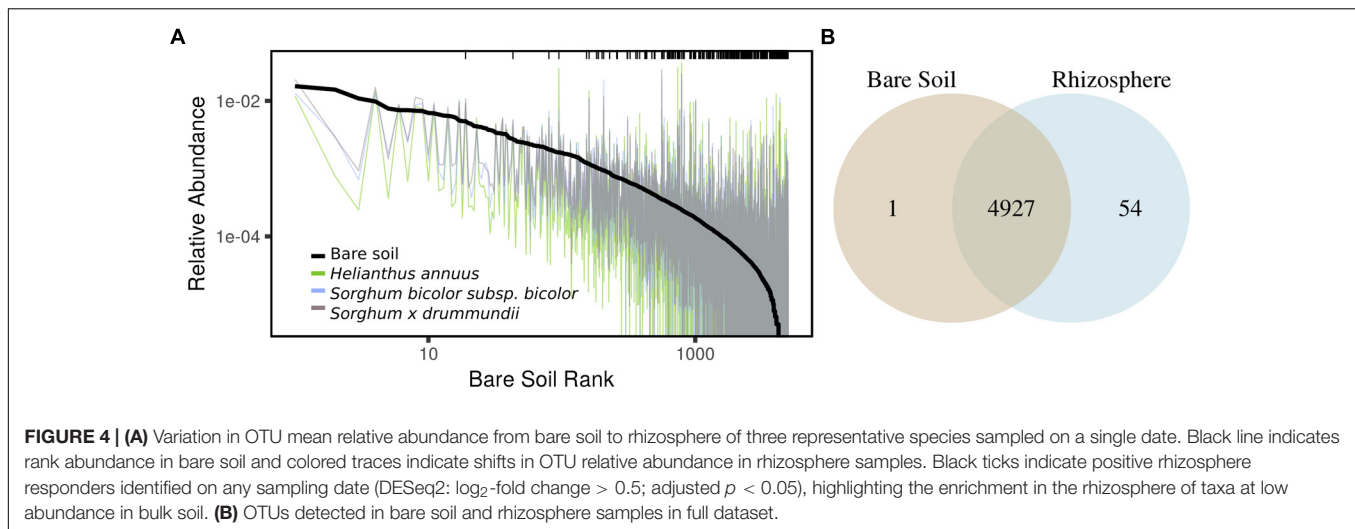 A
Relative Abundance
1e-02
1e-04
Bare soil
Helianthus annuus
Sorghum bicolor subsp. bicolor
Sorghum x drummundii
10
1000
Bare Soil Rank
B
Bare Soil
Rhizosphere
1
4927
54
FIGURE 4 | (A) Variation in OTU mean relative abundance from bare soil to rhizosphere of three representative species sampled on a single date. Black line indicates
rank abundance in bare soil and colored traces indicate shifts in OTU relative abundance in rhizosphere samples. Black ticks indicate positive rhizosphere
responders identified on any sampling date (DESeq2: log₂-fold change > 0.5; adjusted p < 0.05), highlighting the enrichment in the rhizosphere of taxa at low
abundance in bulk soil. (B) OTUs detected in bare soil and rhizosphere samples in full dataset.